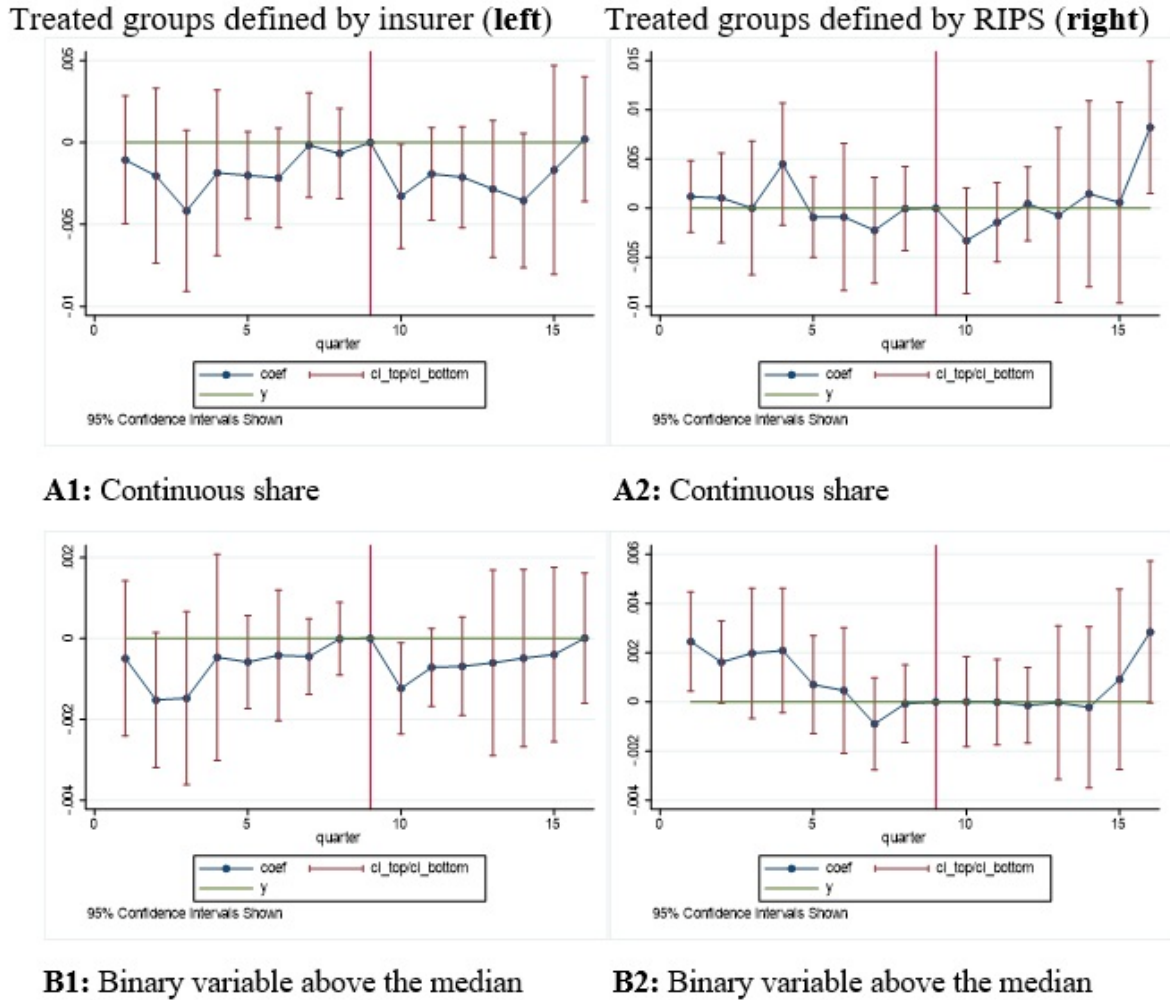 Treated groups defined by insurer (left)
Treated groups defined by RIPS (right)
.005
0
-.005
-.01
0
5
10
15
quarter
coef
ci_top/ci_bottom
y
95% Confidence Intervals Shown
.015
.01
.005
0
-.005
-.01
0
5
10
15
quarter
coef
ci_top/ci_bottom
y
95% Confidence Intervals Shown
A1: Continuous share
A2: Continuous share
.002
0
-.002
-.004
0
5
10
15
quarter
coef
ci_top/ci_bottom
y
95% Confidence Intervals Shown
.006
.004
.002
0
-.002
-.004
0
5
10
15
quarter
coef
ci_top/ci_bottom
y
95% Confidence Intervals Shown
B1: Binary variable above the median
B2: Binary variable above the median